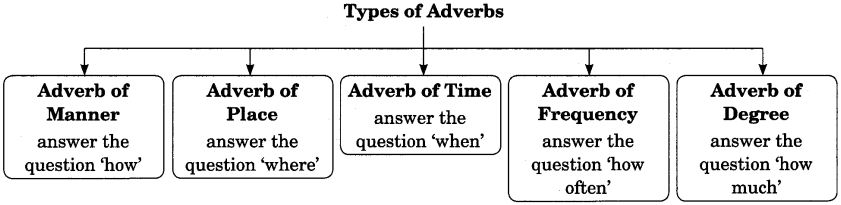 Types of Adverbs
Adverb of
Manner
answer the
question ‘how’
Adverb of
Place
answer the
question ‘where’
Adverb of Time
answer the
question ‘when’
Adverb of
Frequency
answer the
question ‘how
often’
Adverb of
Degree
answer the
question ‘how
much’